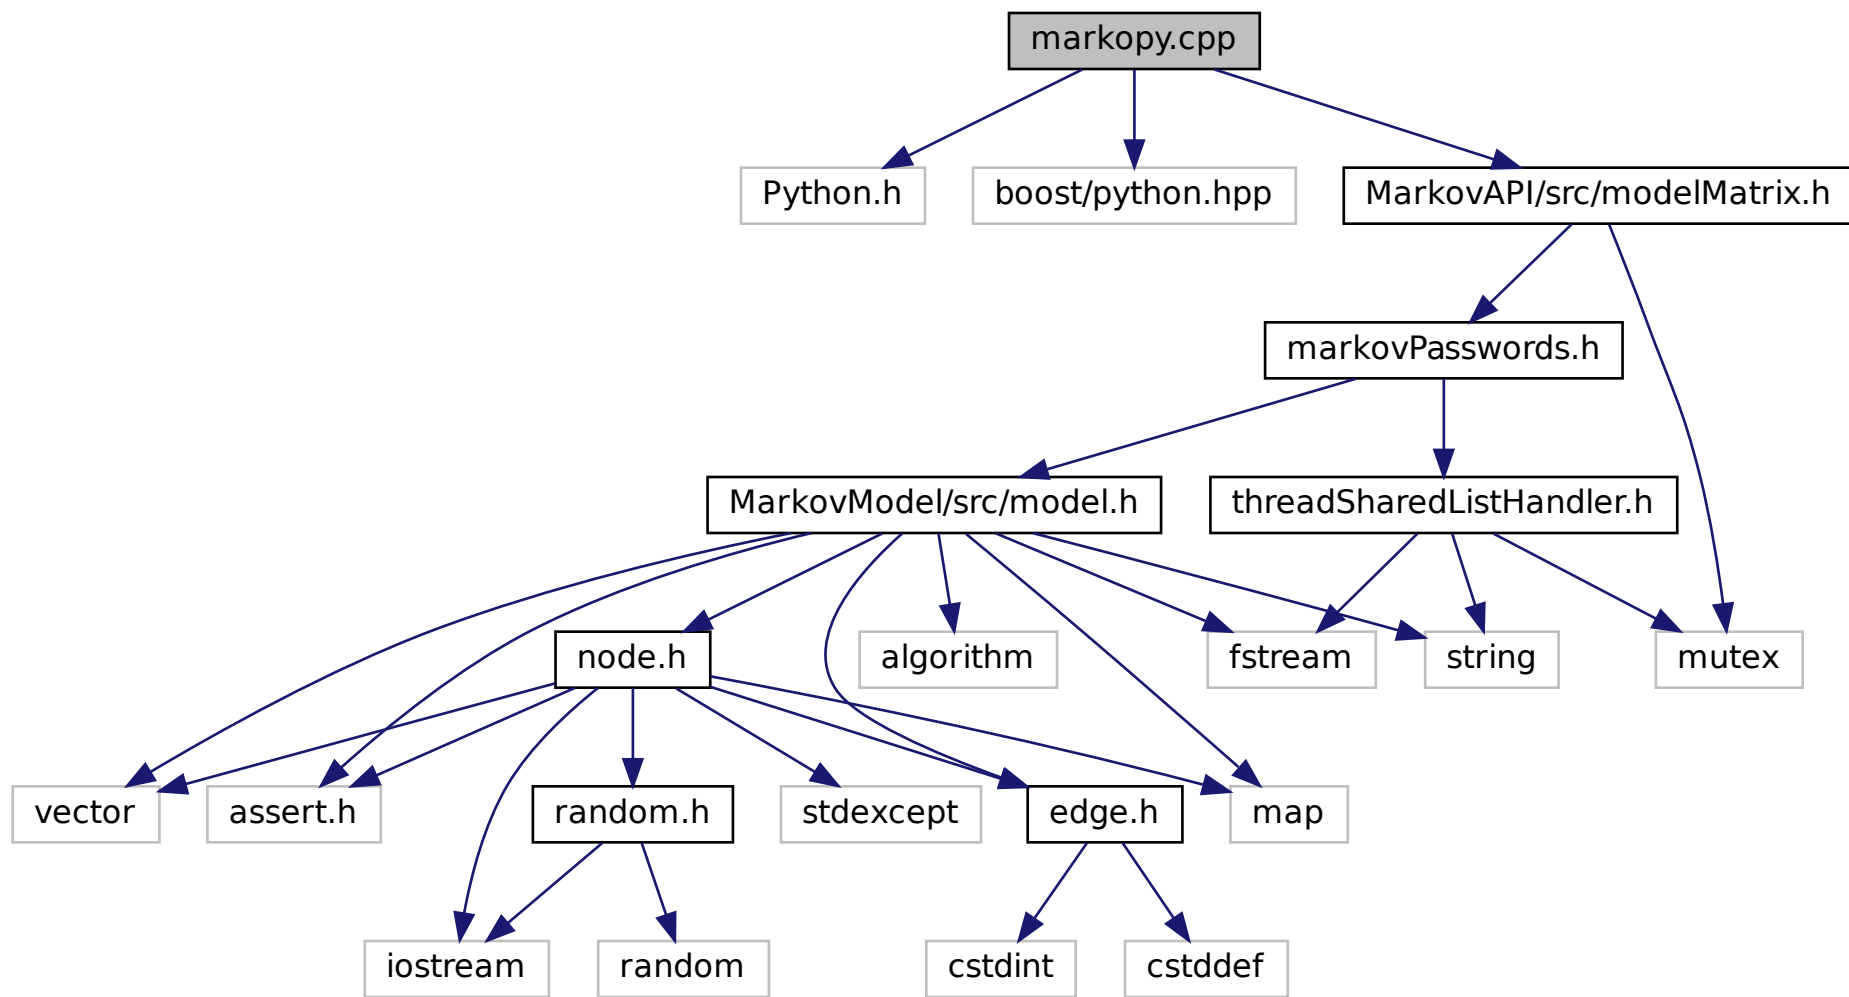 markopy.cpp
Python.h
boost/python.hpp
MarkovAPI/src/modelMatrix.h
markovPasswords.h
MarkovModel/src/model.h
threadSharedListHandler.h
node.h
algorithm
fstream
string
mutex
vector
assert.h
random.h
stdexcept
edge.h
map
iostream
random
cstdint
cstddef